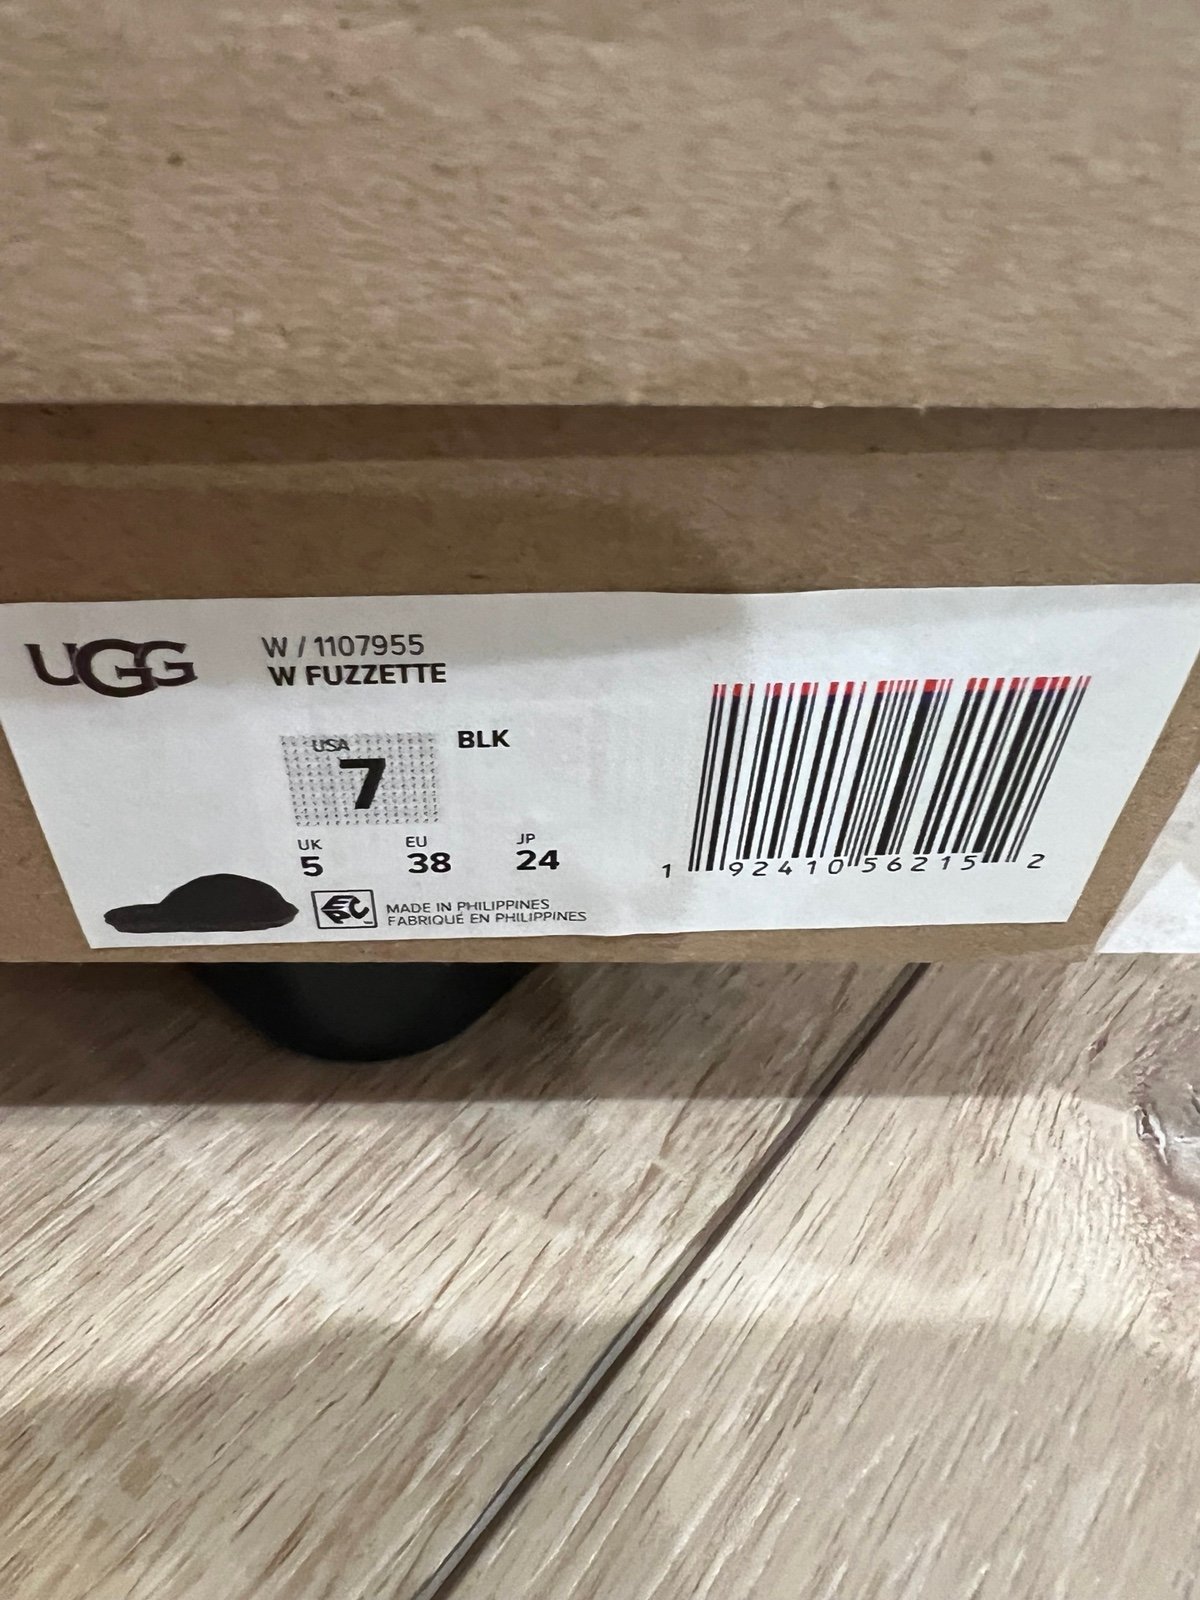 UGG
W / 1107955
W FUZZETTE
USA
7
BLK
UK
5
EU
38
JP
24
MADE IN PHILIPPINES
FABRIQUÉ EN PHILIPPINES
1 92410 56215 2